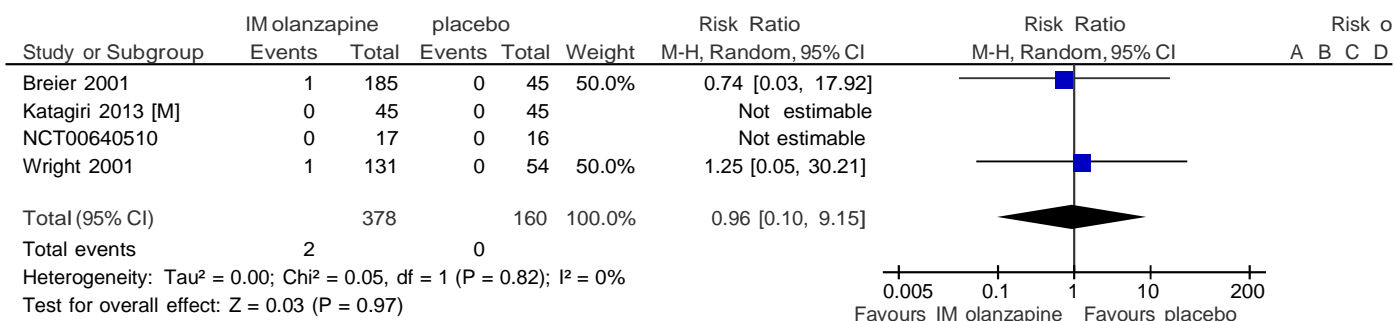 IM olanzapine placebo Risk Ratio Risk Ratio Risk o
Study or Subgroup Events Total Events Total Weight M-H, Random, 95% CI M-H, Random, 95% CI A B C D
Breier 2001 1 185 0 45 50.0% 0.74 [0.03, 17.92]
Katagiri 2013 [M] 0 45 0 45 Not estimable
NCT00640510 0 17 0 16 Not estimable
Wright 2001 1 131 0 54 50.0% 1.25 [0.05, 30.21]
Total (95% CI) 378 160 100.0% 0.96 [0.10, 9.15]
Total events 2 0
Heterogeneity: Tau² = 0.00; Chi² = 0.05, df = 1 (P = 0.82); I² = 0%
Test for overall effect: Z = 0.03 (P = 0.97)
0.005 0.1 1 10 200
Favours IM olanzapine Favours placebo